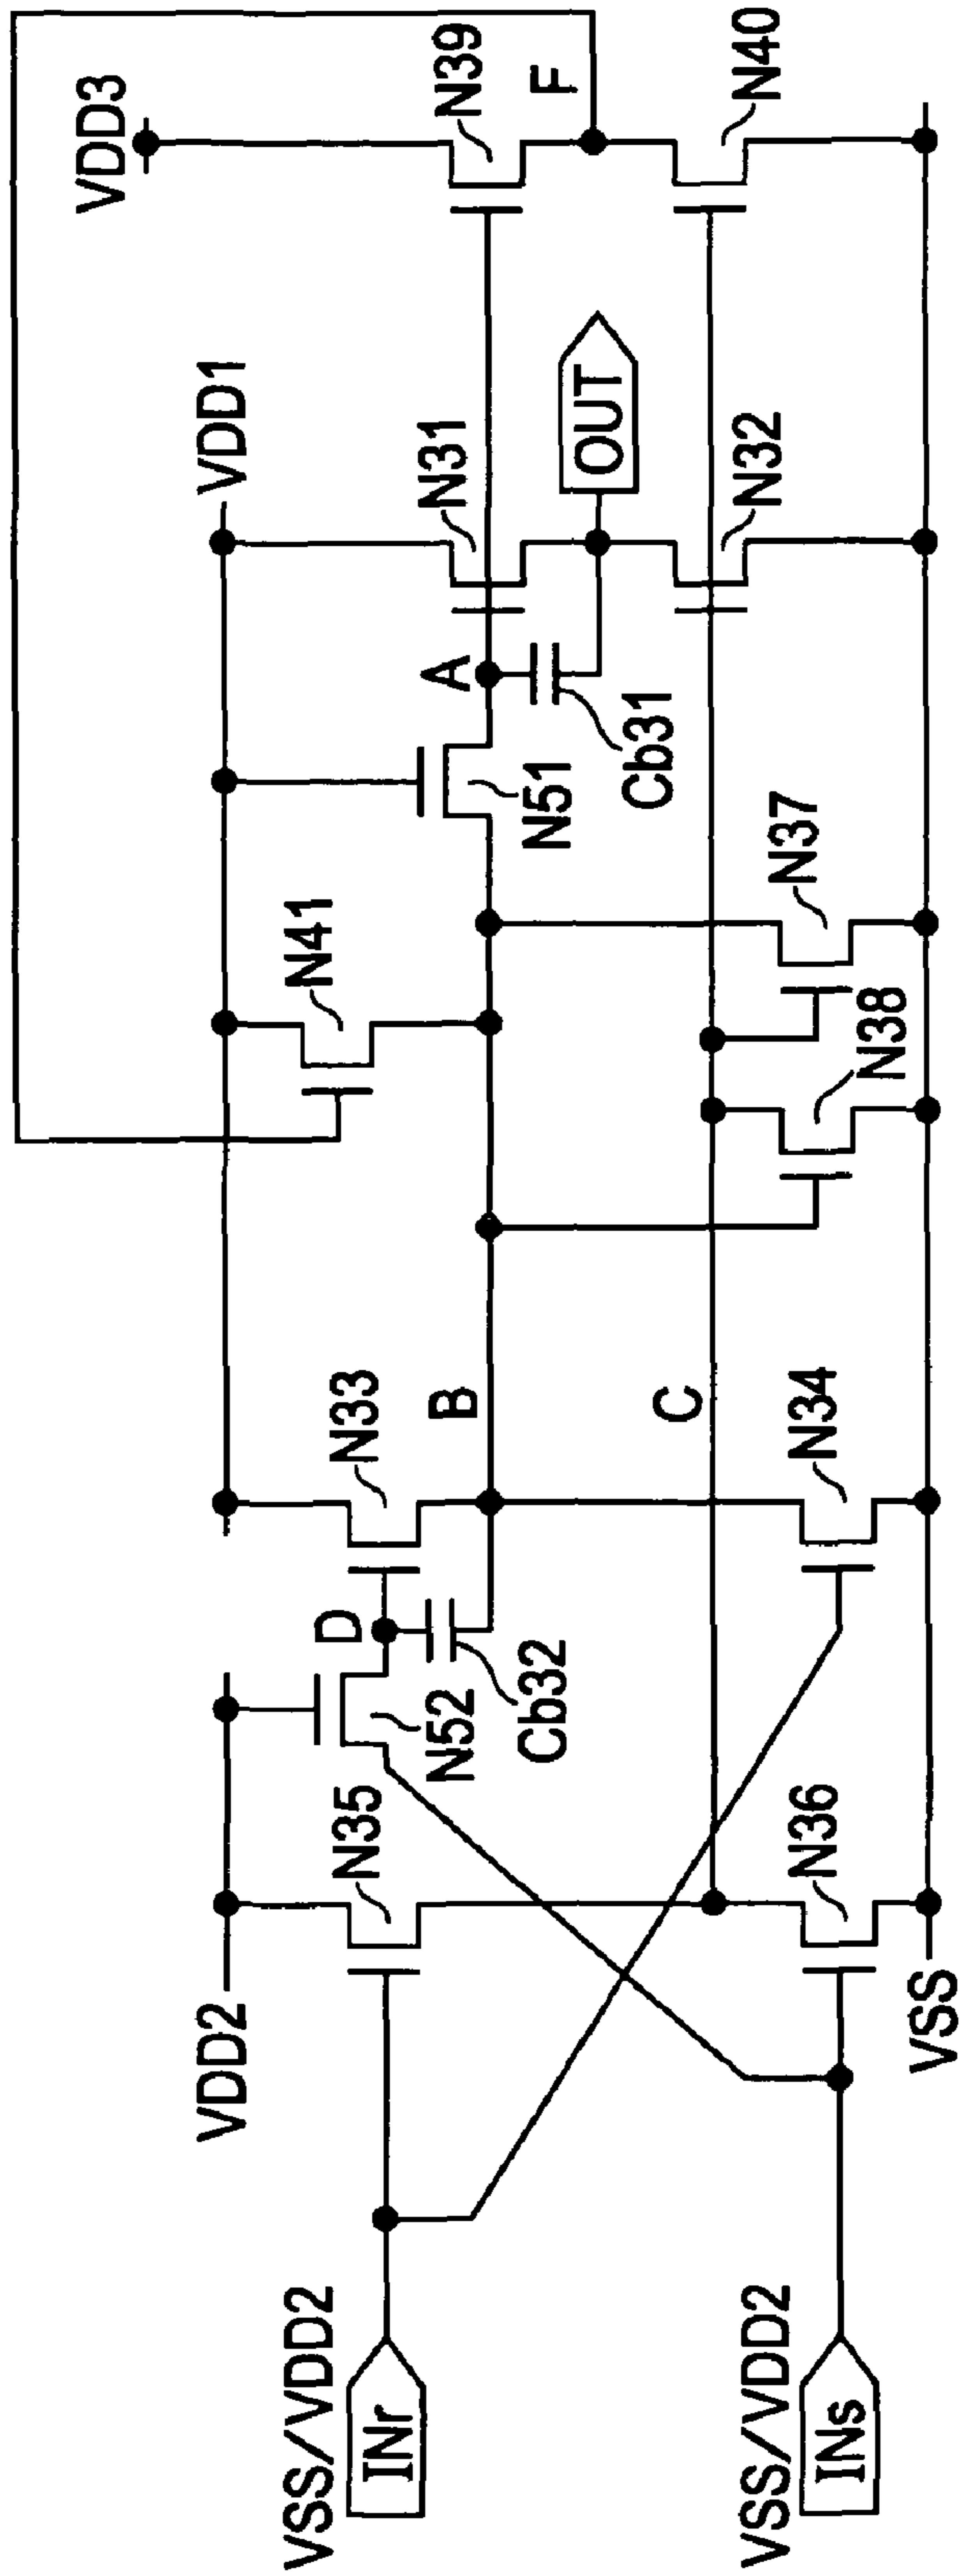 VDD3
N39
F
N40
VDD1
N31
OUT
N32
A
Cb31
N51
N41
N37
N38
N33
B
C
N34
D
Cb32
N52
N35
N36
VDD2
VSS
VSS/VDD2
INr
VSS/VDD2
INs